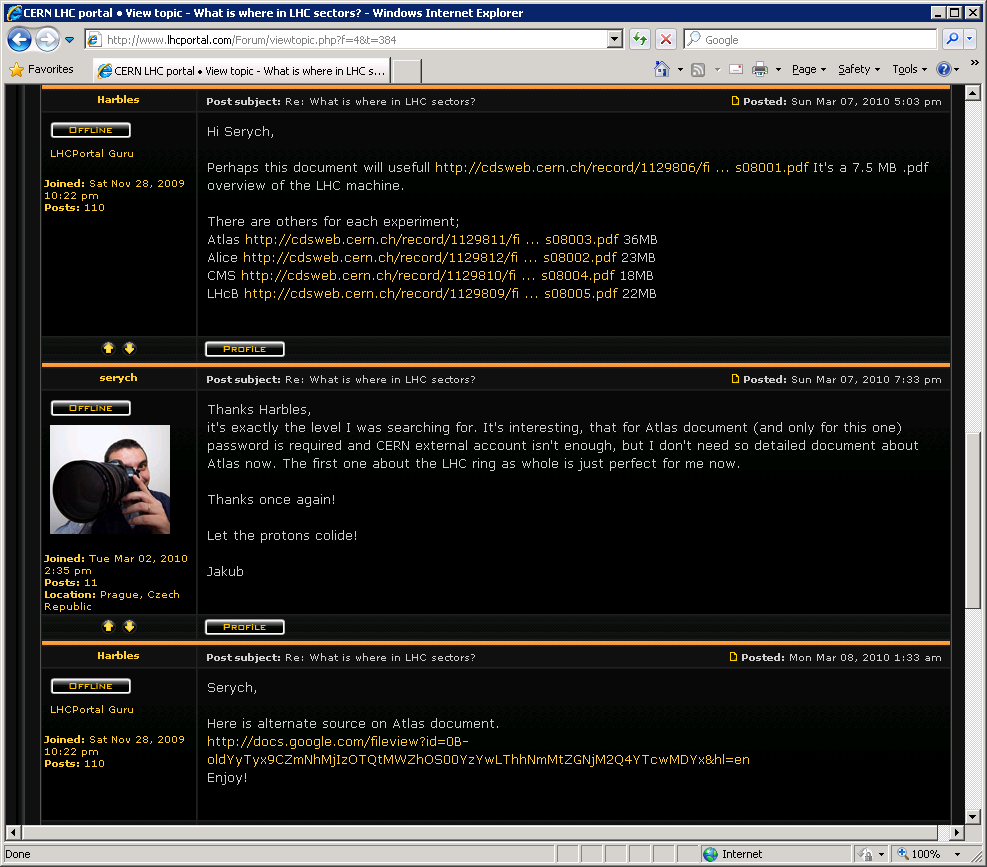 CERN LHC portal • View topic - What is where in LHC sectors? - Windows Internet Explorer
http://www.lhcportal.com/Forum/viewtopic.php?f=4&t=384
Google
Favorites
CERN LHC portal • View topic - What is where in LHC s...
Page
Safety
Tools
Harbles
Post subject: Re: What is where in LHC sectors?
Posted: Sun Mar 07, 2010 5:03 pm
OFFLINE
LHCPortal Guru
Joined: Sat Nov 28, 2009
10:22 pm
Posts: 110
Hi Serych,
Perhaps this document will usefull http://cdsweb.cern.ch/record/1129806/fi ... s08001.pdf It's a 7.5 MB .pdf
overview of the LHC machine.
There are others for each experiment;
Atlas http://cdsweb.cern.ch/record/1129811/fi ... s08003.pdf 36MB
Alice http://cdsweb.cern.ch/record/1129812/fi ... s08002.pdf 23MB
CMS http://cdsweb.cern.ch/record/1129810/fi ... s08004.pdf 18MB
LHcB http://cdsweb.cern.ch/record/1129809/fi ... s08005.pdf 22MB
PROFILE
serych
Post subject: Re: What is where in LHC sectors?
Posted: Sun Mar 07, 2010 7:33 pm
OFFLINE
Joined: Tue Mar 02, 2010
2:35 pm
Posts: 11
Location: Prague, Czech
Republic
Thanks Harbles,
it's exactly the level I was searching for. It's interesting, that for Atlas document (and only for this one)
password is required and CERN external account isn't enough, but I don't need so detailed document about
Atlas now. The first one about the LHC ring as whole is just perfect for me now.
Thanks once again!
Let the protons colide!
Jakub
PROFILE
Harbles
Post subject: Re: What is where in LHC sectors?
Posted: Mon Mar 08, 2010 1:33 am
OFFLINE
LHCPortal Guru
Joined: Sat Nov 28, 2009
10:22 pm
Posts: 110
Serych,
Here is alternate source on Atlas document.
http://docs.google.com/fileview?id=0B-
oldYyTyx9CZmNhMjIzOTQtMWZhOS00YzYwLThhNmMtZGNjM2Q4YTcwMDYx&hl=en
Enjoy!
Done
Internet
100%